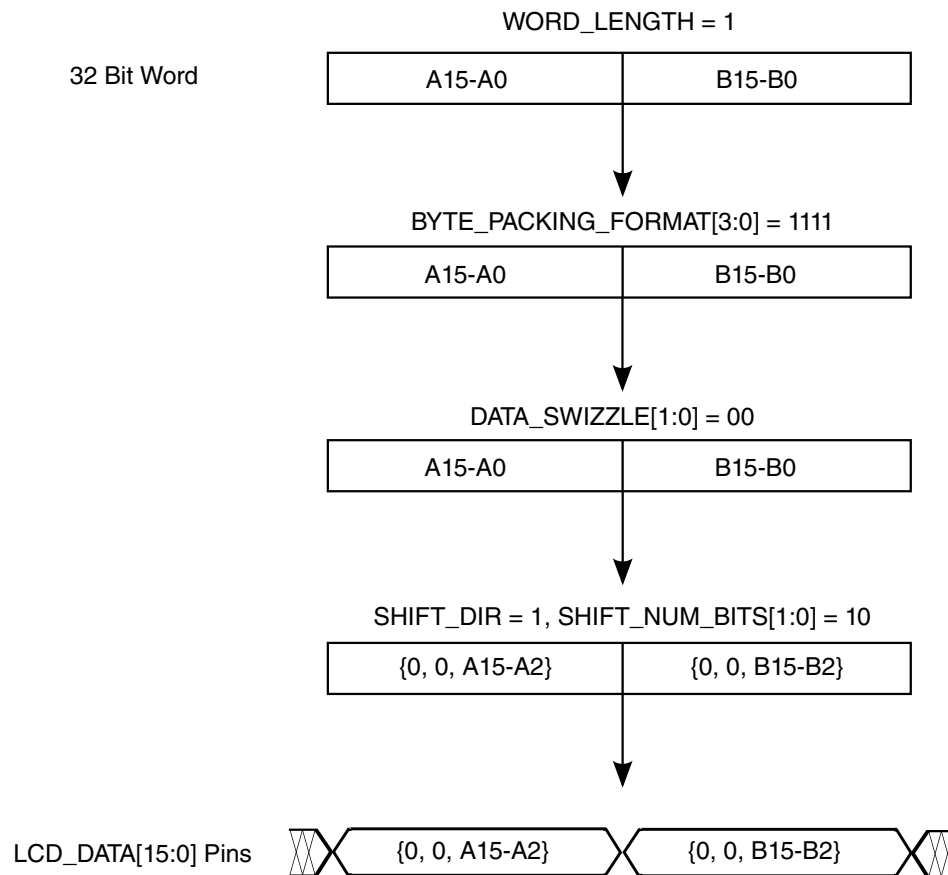 WORD_LENGTH = 1
32 Bit Word
A15-A0
B15-B0
BYTE_PACKING_FORMAT[3:0] = 1111
A15-A0
B15-B0
DATA_SWIZZLE[1:0] = 00
A15-A0
B15-B0
SHIFT_DIR = 1, SHIFT_NUM_BITS[1:0] = 10
{0, 0, A15-A2}
{0, 0, B15-B2}
LCD_DATA[15:0] Pins
{0, 0, A15-A2}
{0, 0, B15-B2}